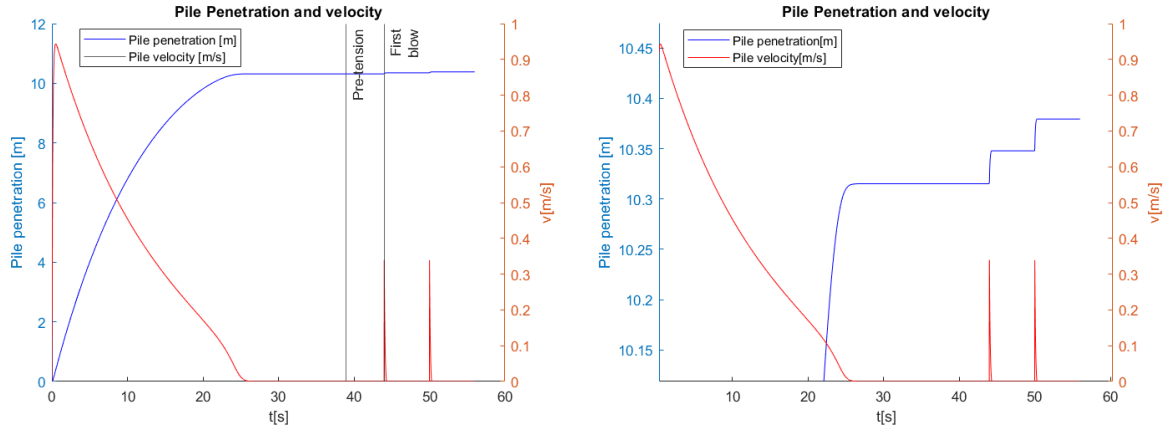 Pile Penetration and velocity
Pile penetration [m]
Pile velocity [m/s]
Pre-tension
First
blow
12
10
8
6
4
2
0
Pile penetration [m]
1
0.9
0.8
0.7
0.6
0.5
0.4
0.3
0.2
0.1
0
v[m/s]
0 10 20 30 40 50 60
t[s]
Pile Penetration and velocity
Pile penetration[m]
Pile velocity[m/s]
10.45
10.4
10.35
10.3
10.25
10.2
10.15
Pile penetration [m]
1
0.9
0.8
0.7
0.6
0.5
0.4
0.3
0.2
0.1
0
v[m/s]
10 20 30 40 50 60
t[s]